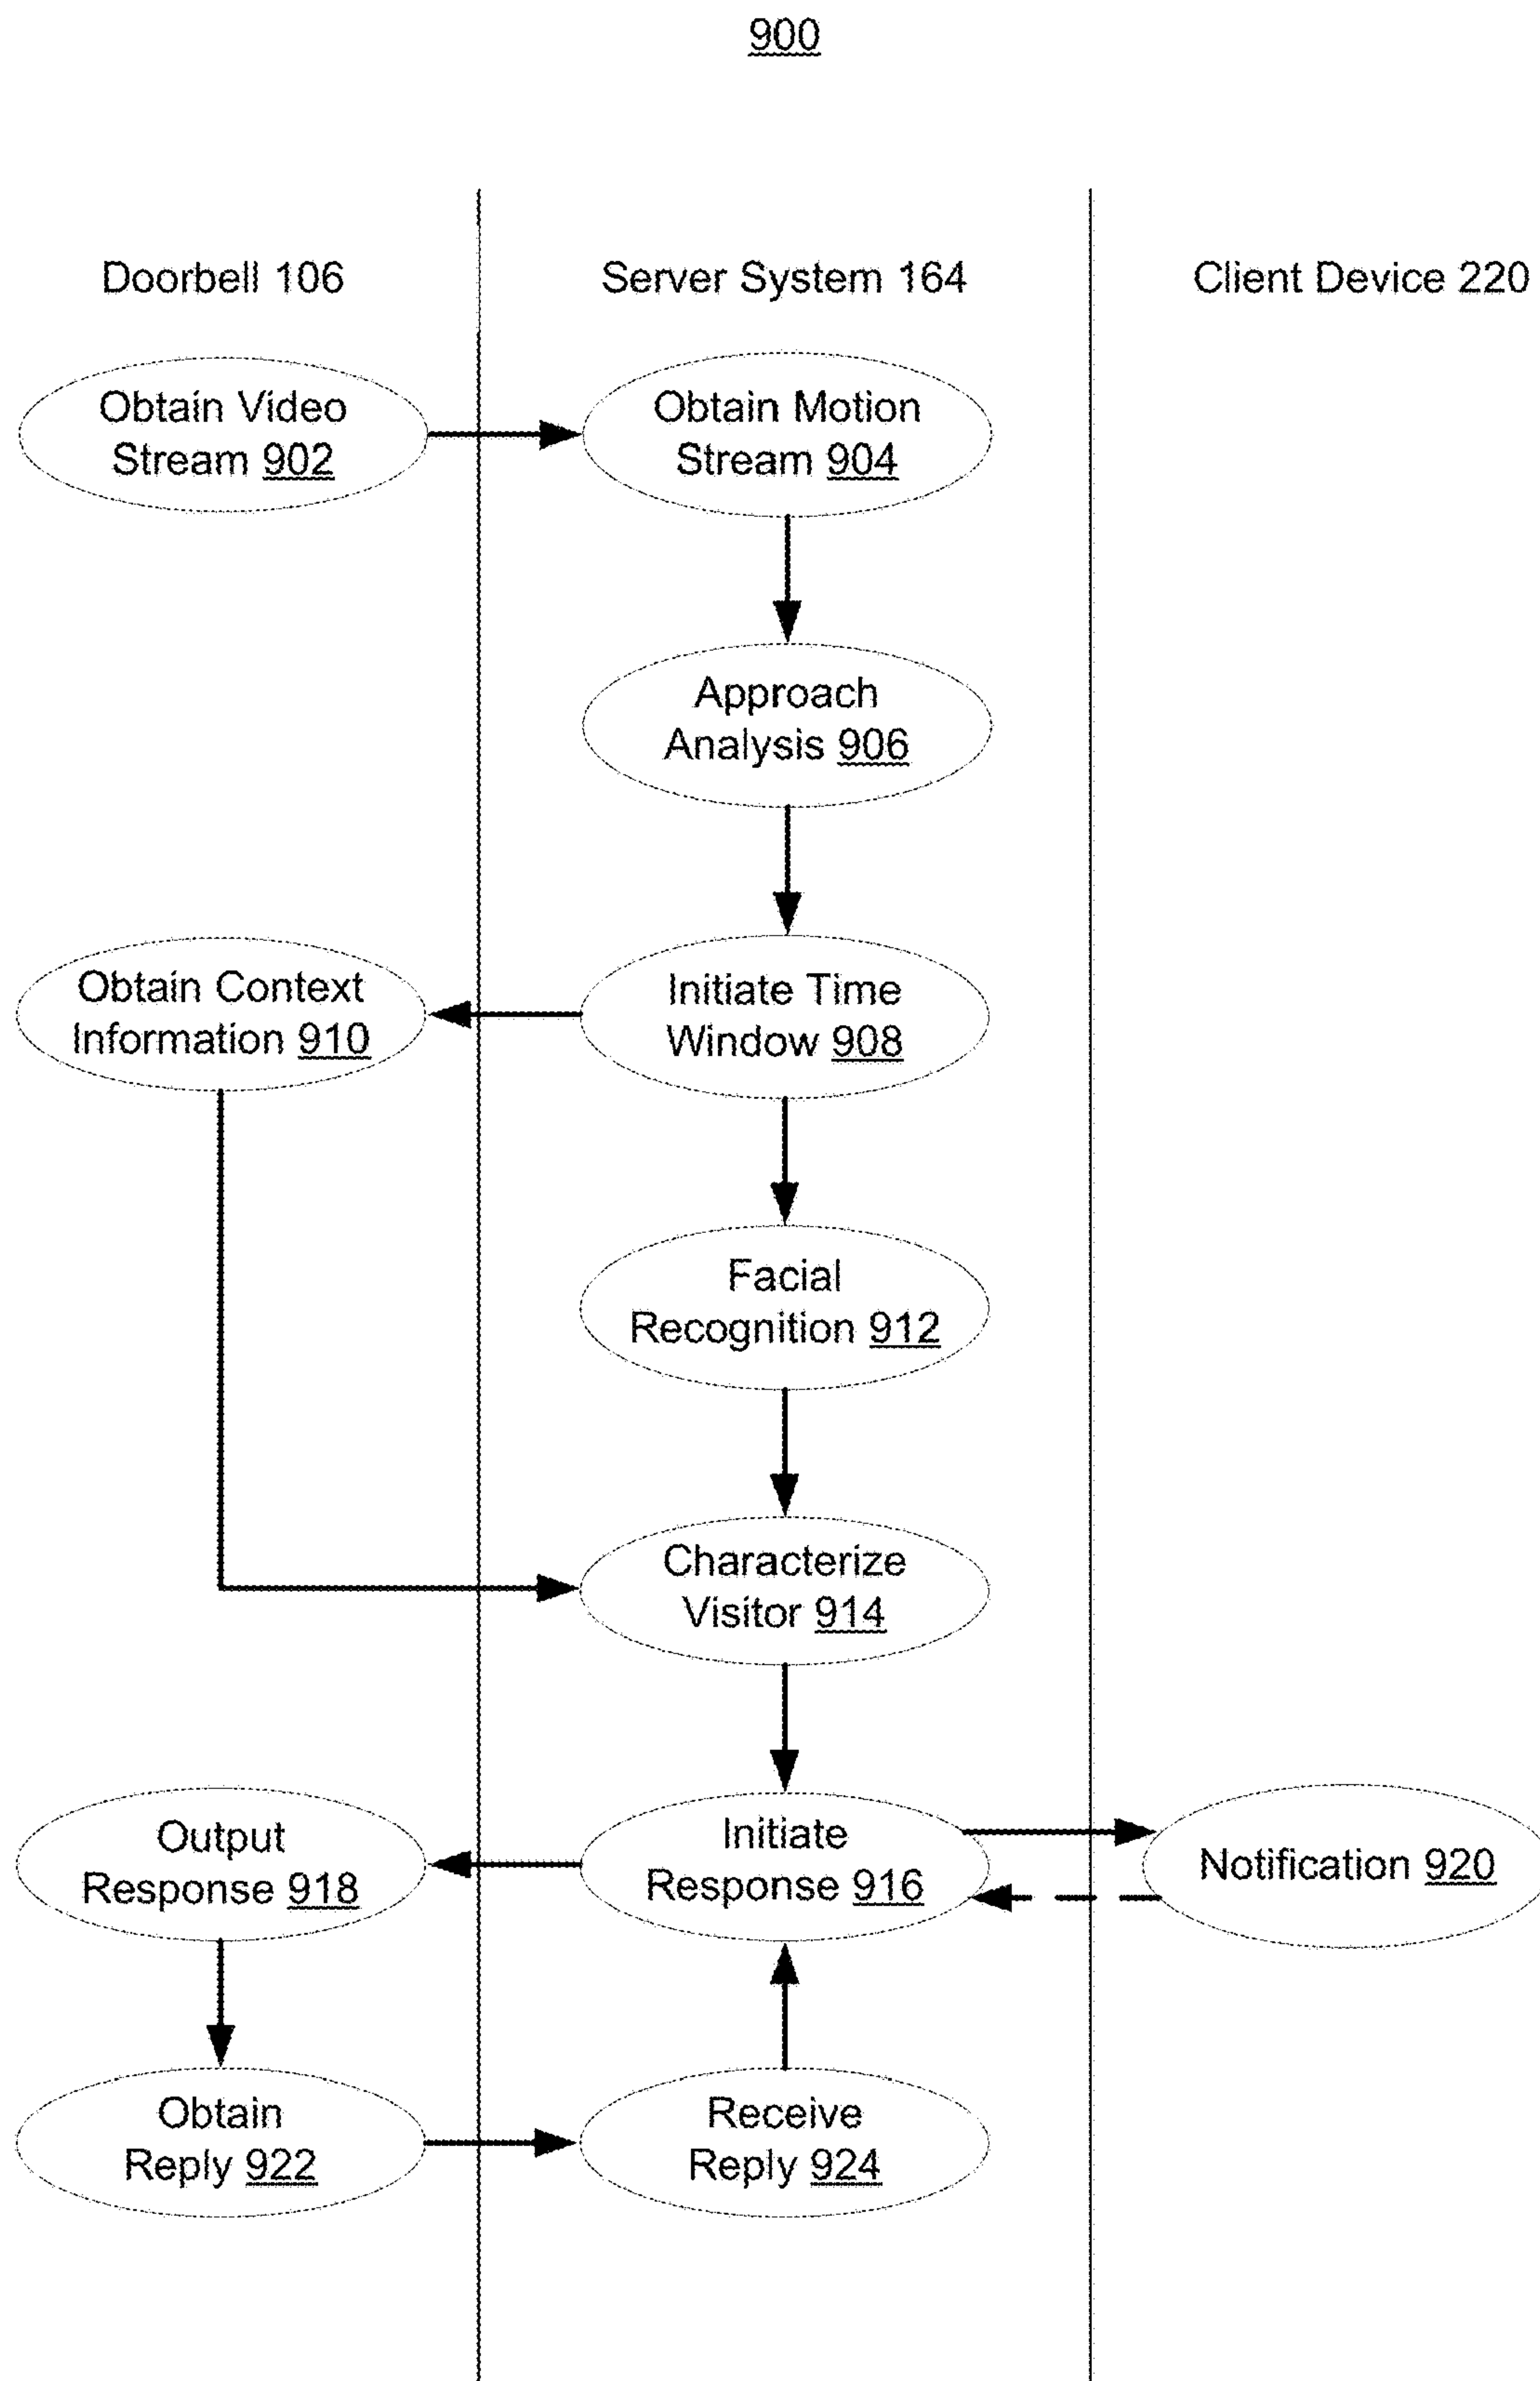 900
Doorbell 106
Server System 164
Client Device 220
Obtain Video
Stream 902
Obtain Motion
Stream 904
Approach
Analysis 906
Initiate Time
Window 908
Obtain Context
Information 910
Facial
Recognition 912
Characterize
Visitor 914
Initiate
Response 916
Output
Response 918
Notification 920
Obtain
Reply 922
Receive
Reply 924